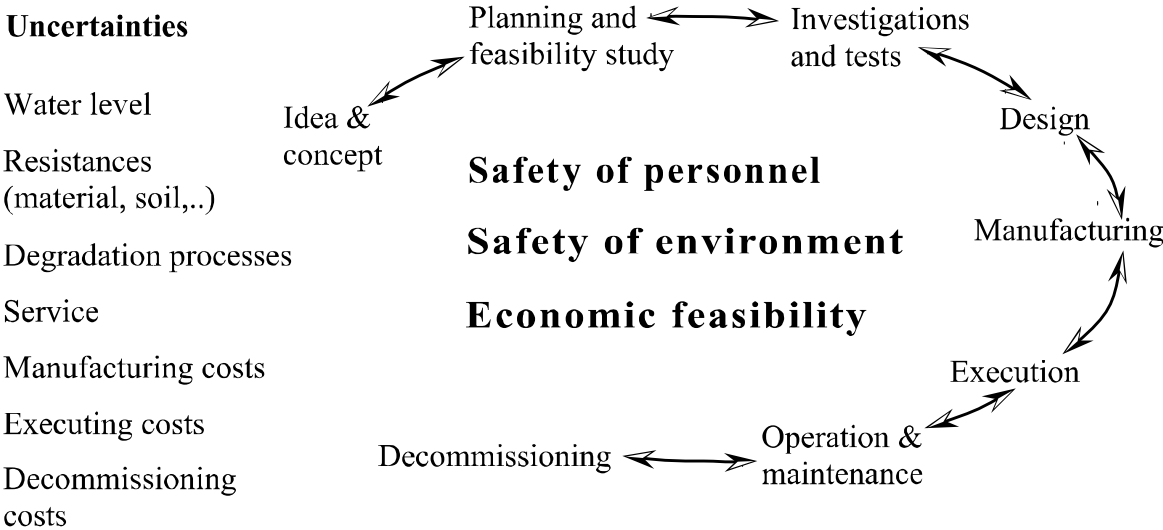 Uncertainties
Water level
Resistances
(material, soil,..)
Degradation processes
Service
Manufacturing costs
Executing costs
Decommissioning
costs
Idea &
concept
Planning and
feasibility study
Investigations
and tests
Design
Manufacturing
Execution
Operation &
maintenance
Decommissioning
Safety of personnel
Safety of environment
Economic feasibility